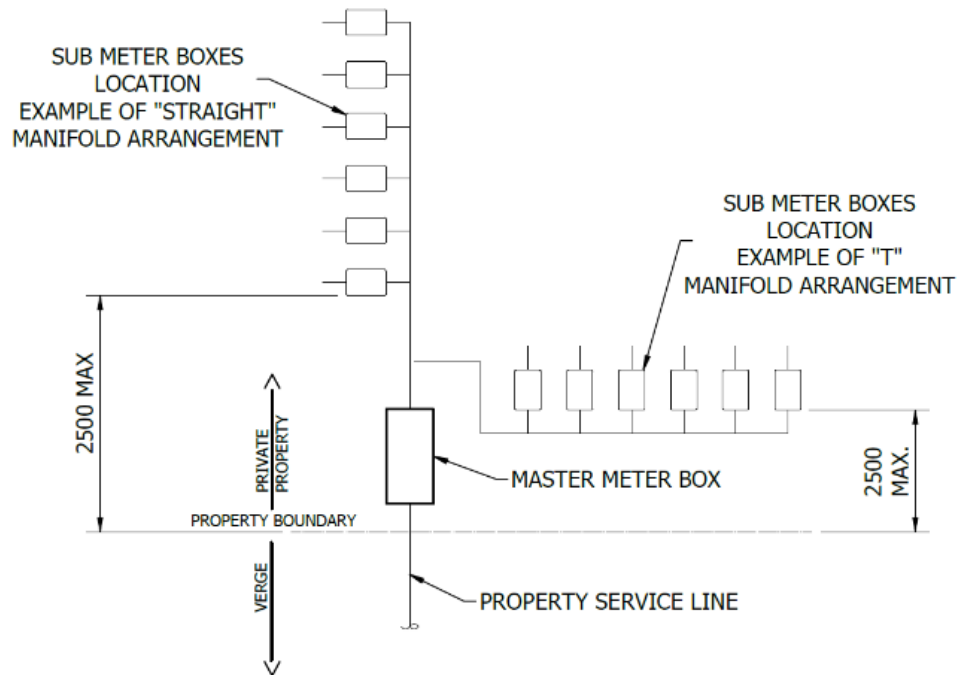 SUB METER BOXES
LOCATION
EXAMPLE OF "STRAIGHT"
MANIFOLD ARRANGEMENT
SUB METER BOXES
LOCATION
EXAMPLE OF "T"
MANIFOLD ARRANGEMENT
2500 MAX
PRIVATE
PROPERTY
2500
MAX.
MASTER METER BOX
PROPERTY BOUNDARY
VERGE
PROPERTY SERVICE LINE